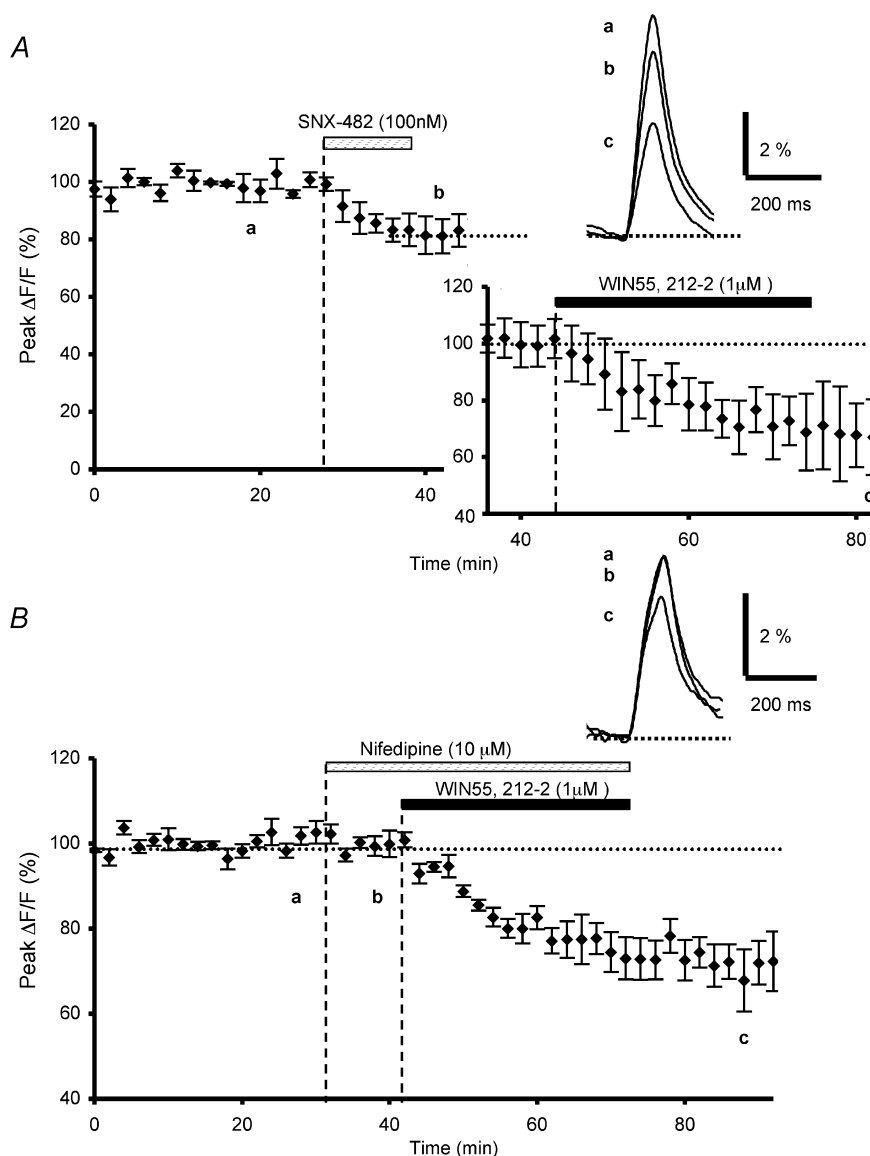 A
a
b
c
2 %
200 ms
SNX-482 (100nM)
120
100
80
60
40
20
0
Peak ΔF/F (%)
a
b
0
20
40
WIN55, 212-2 (1μM )
120
100
80
60
40
c
40
60
80
Time (min)
B
a
b
c
2 %
200 ms
Nifedipine (10 μM)
WIN55, 212-2 (1μM )
120
100
80
60
40
Peak ΔF/F (%)
a
b
c
0
20
40
60
80
Time (min)